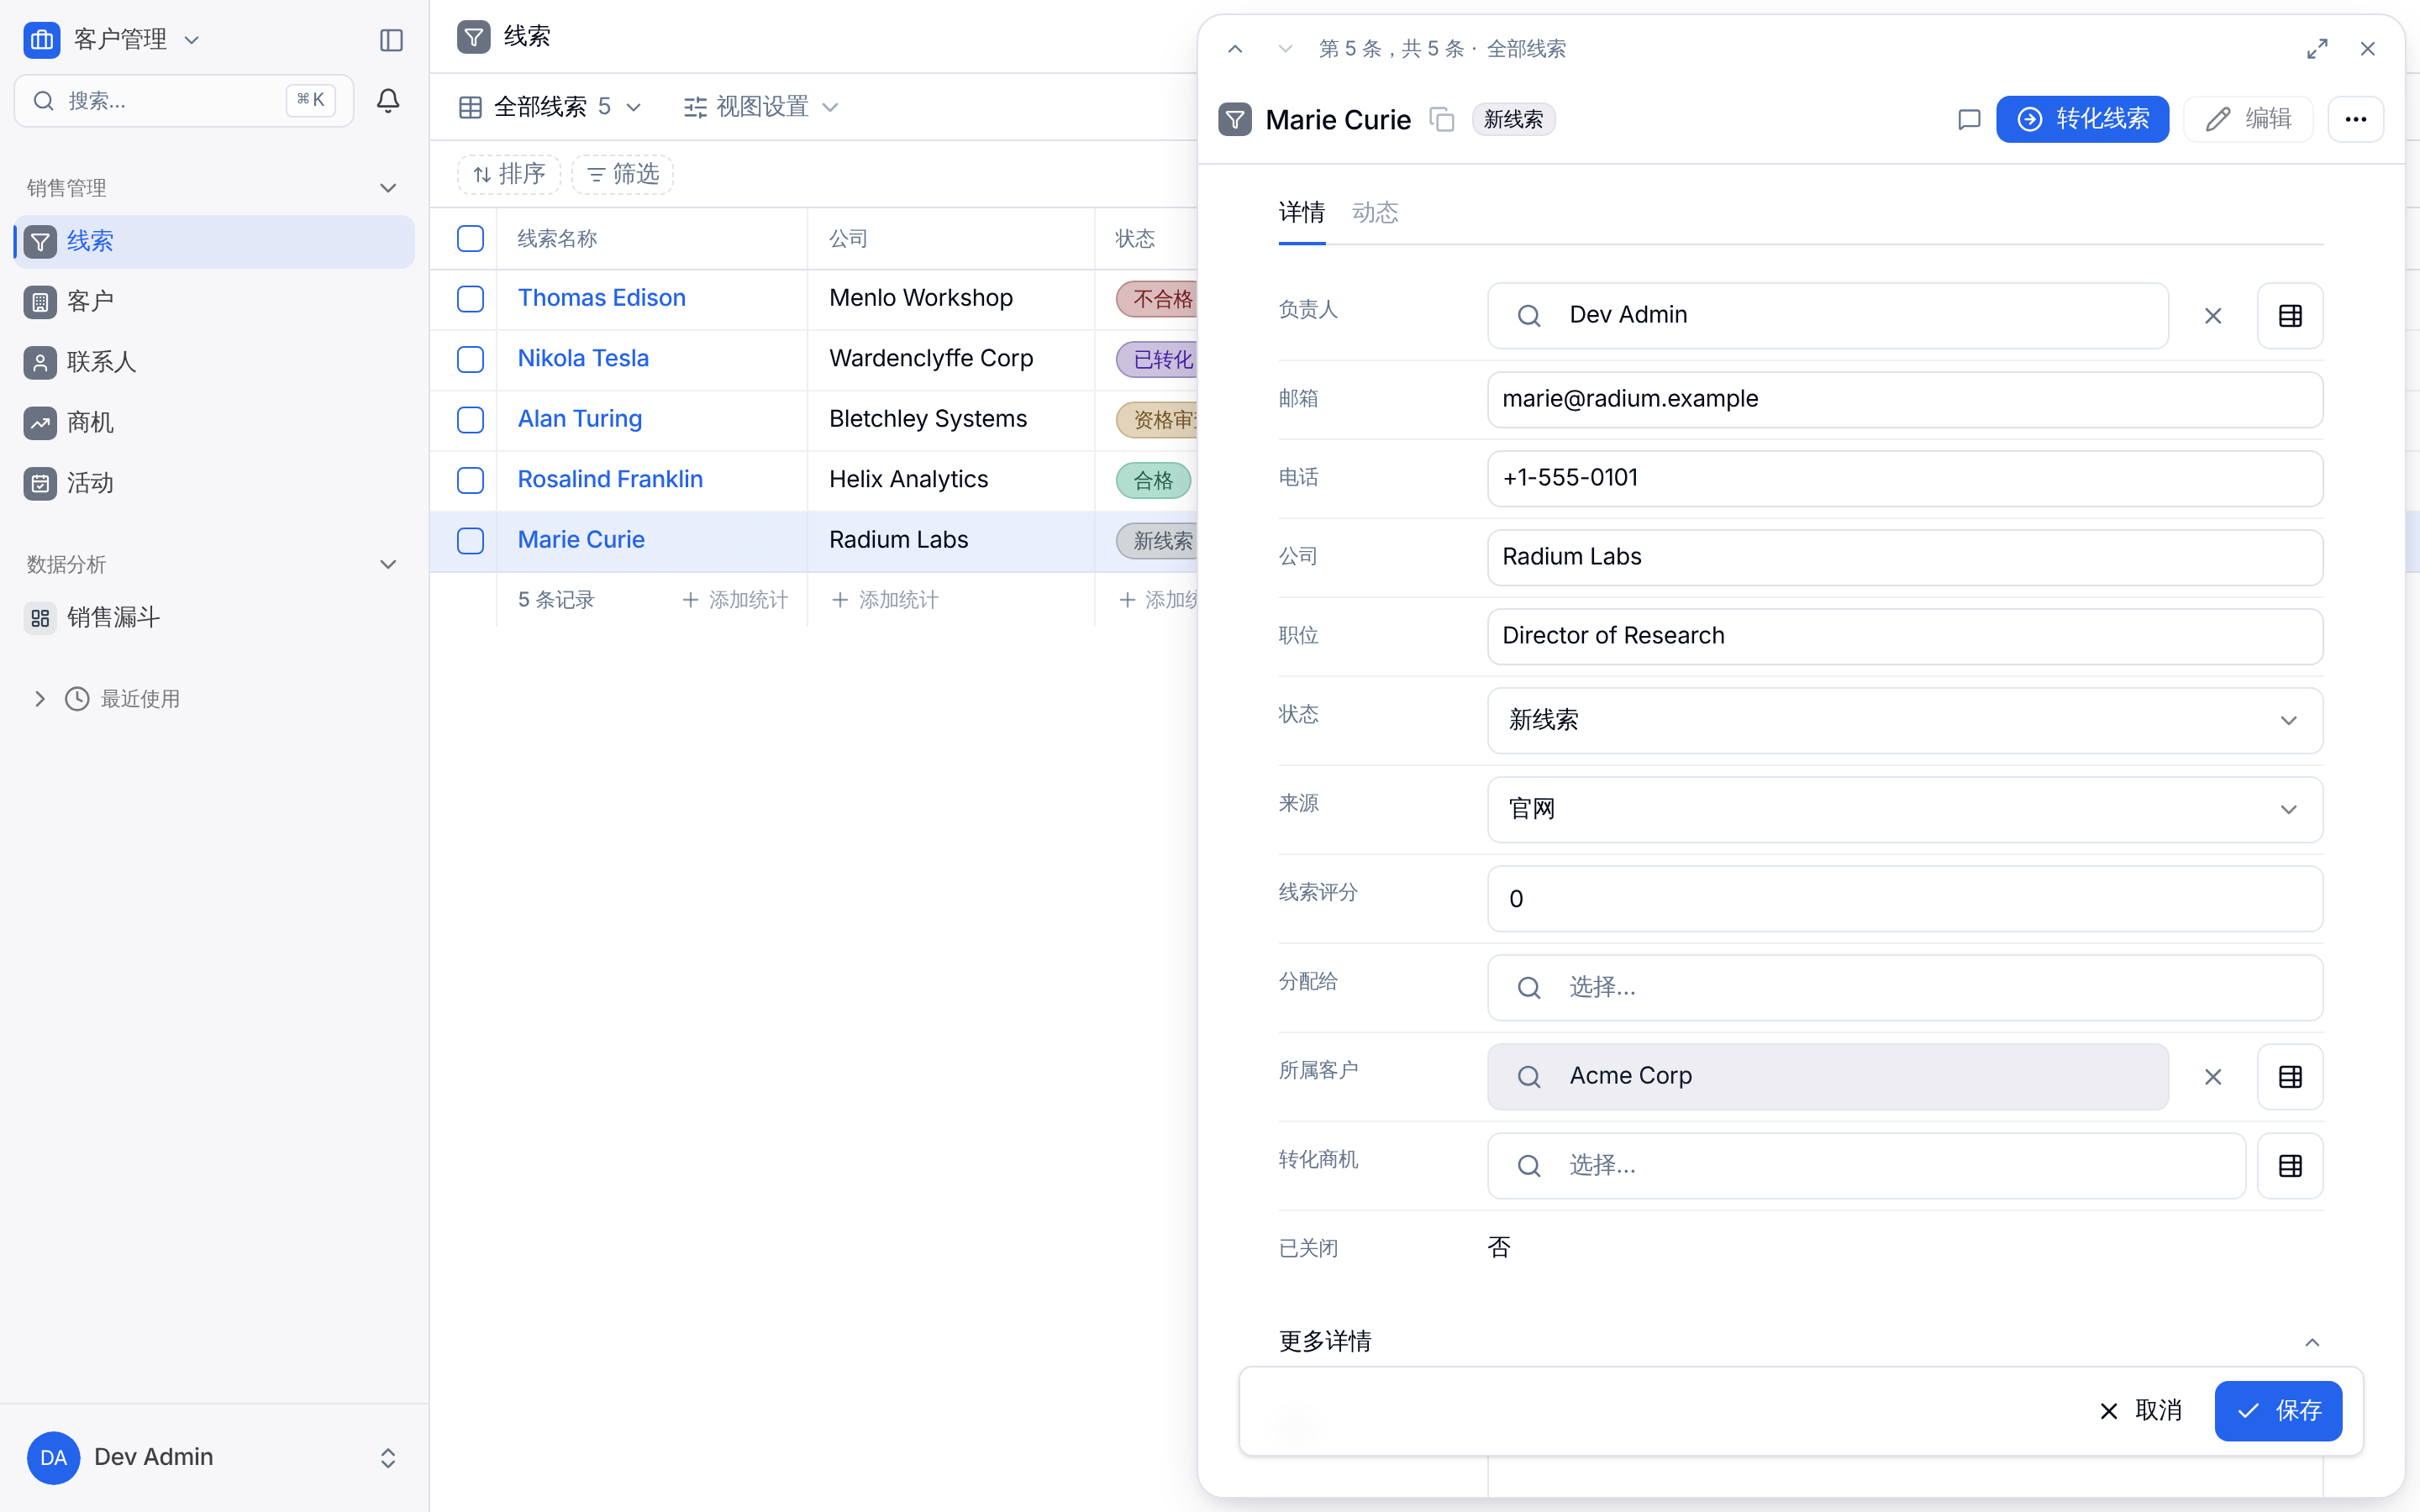 客户管理
搜索... ⌘K
销售管理
线索
客户
联系人
商机
活动
数据分析
销售漏斗
最近使用
DA Dev Admin
线索
全部线索 5 视图设置
排序 筛选
线索名称 公司 状态
Thomas Edison Menlo Workshop 不合格
Nikola Tesla Wardenclyffe Corp 已转化
Alan Turing Bletchley Systems 资格审
Rosalind Franklin Helix Analytics 合格
Marie Curie Radium Labs 新线索
5 条记录 添加统计 添加统计 添加
第 5 条，共 5 条 · 全部线索
Marie Curie 新线索 转化线索 编辑
详情 动态
负责人 Dev Admin
邮箱 marie@radium.example
电话 +1-555-0101
公司 Radium Labs
职位 Director of Research
状态 新线索
来源 官网
线索评分 0
分配给 选择...
所属客户 Acme Corp
转化商机 选择...
已关闭 否
更多详情
取消 保存